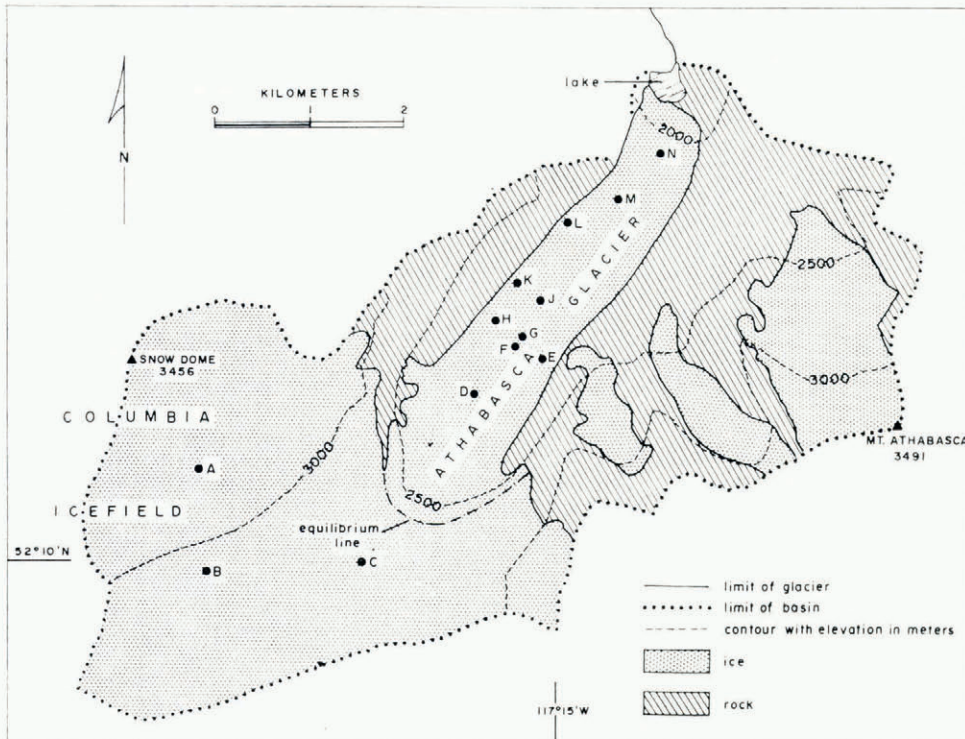 lake
KILOMETERS
0 1 2
N
2000
N
M
L
K
J
H
G
F
E
D
ATHABASCA GLACIER
2500
3000
SNOW DOME
3456
COLUMBIA
3000
A
MT. ATHABASCA
3491
ICEFIELD
2500
equilibrium
line
52°10'N
B
C
limit of glacier
limit of basin
contour with elevation in meters
ice
rock
117°15'W